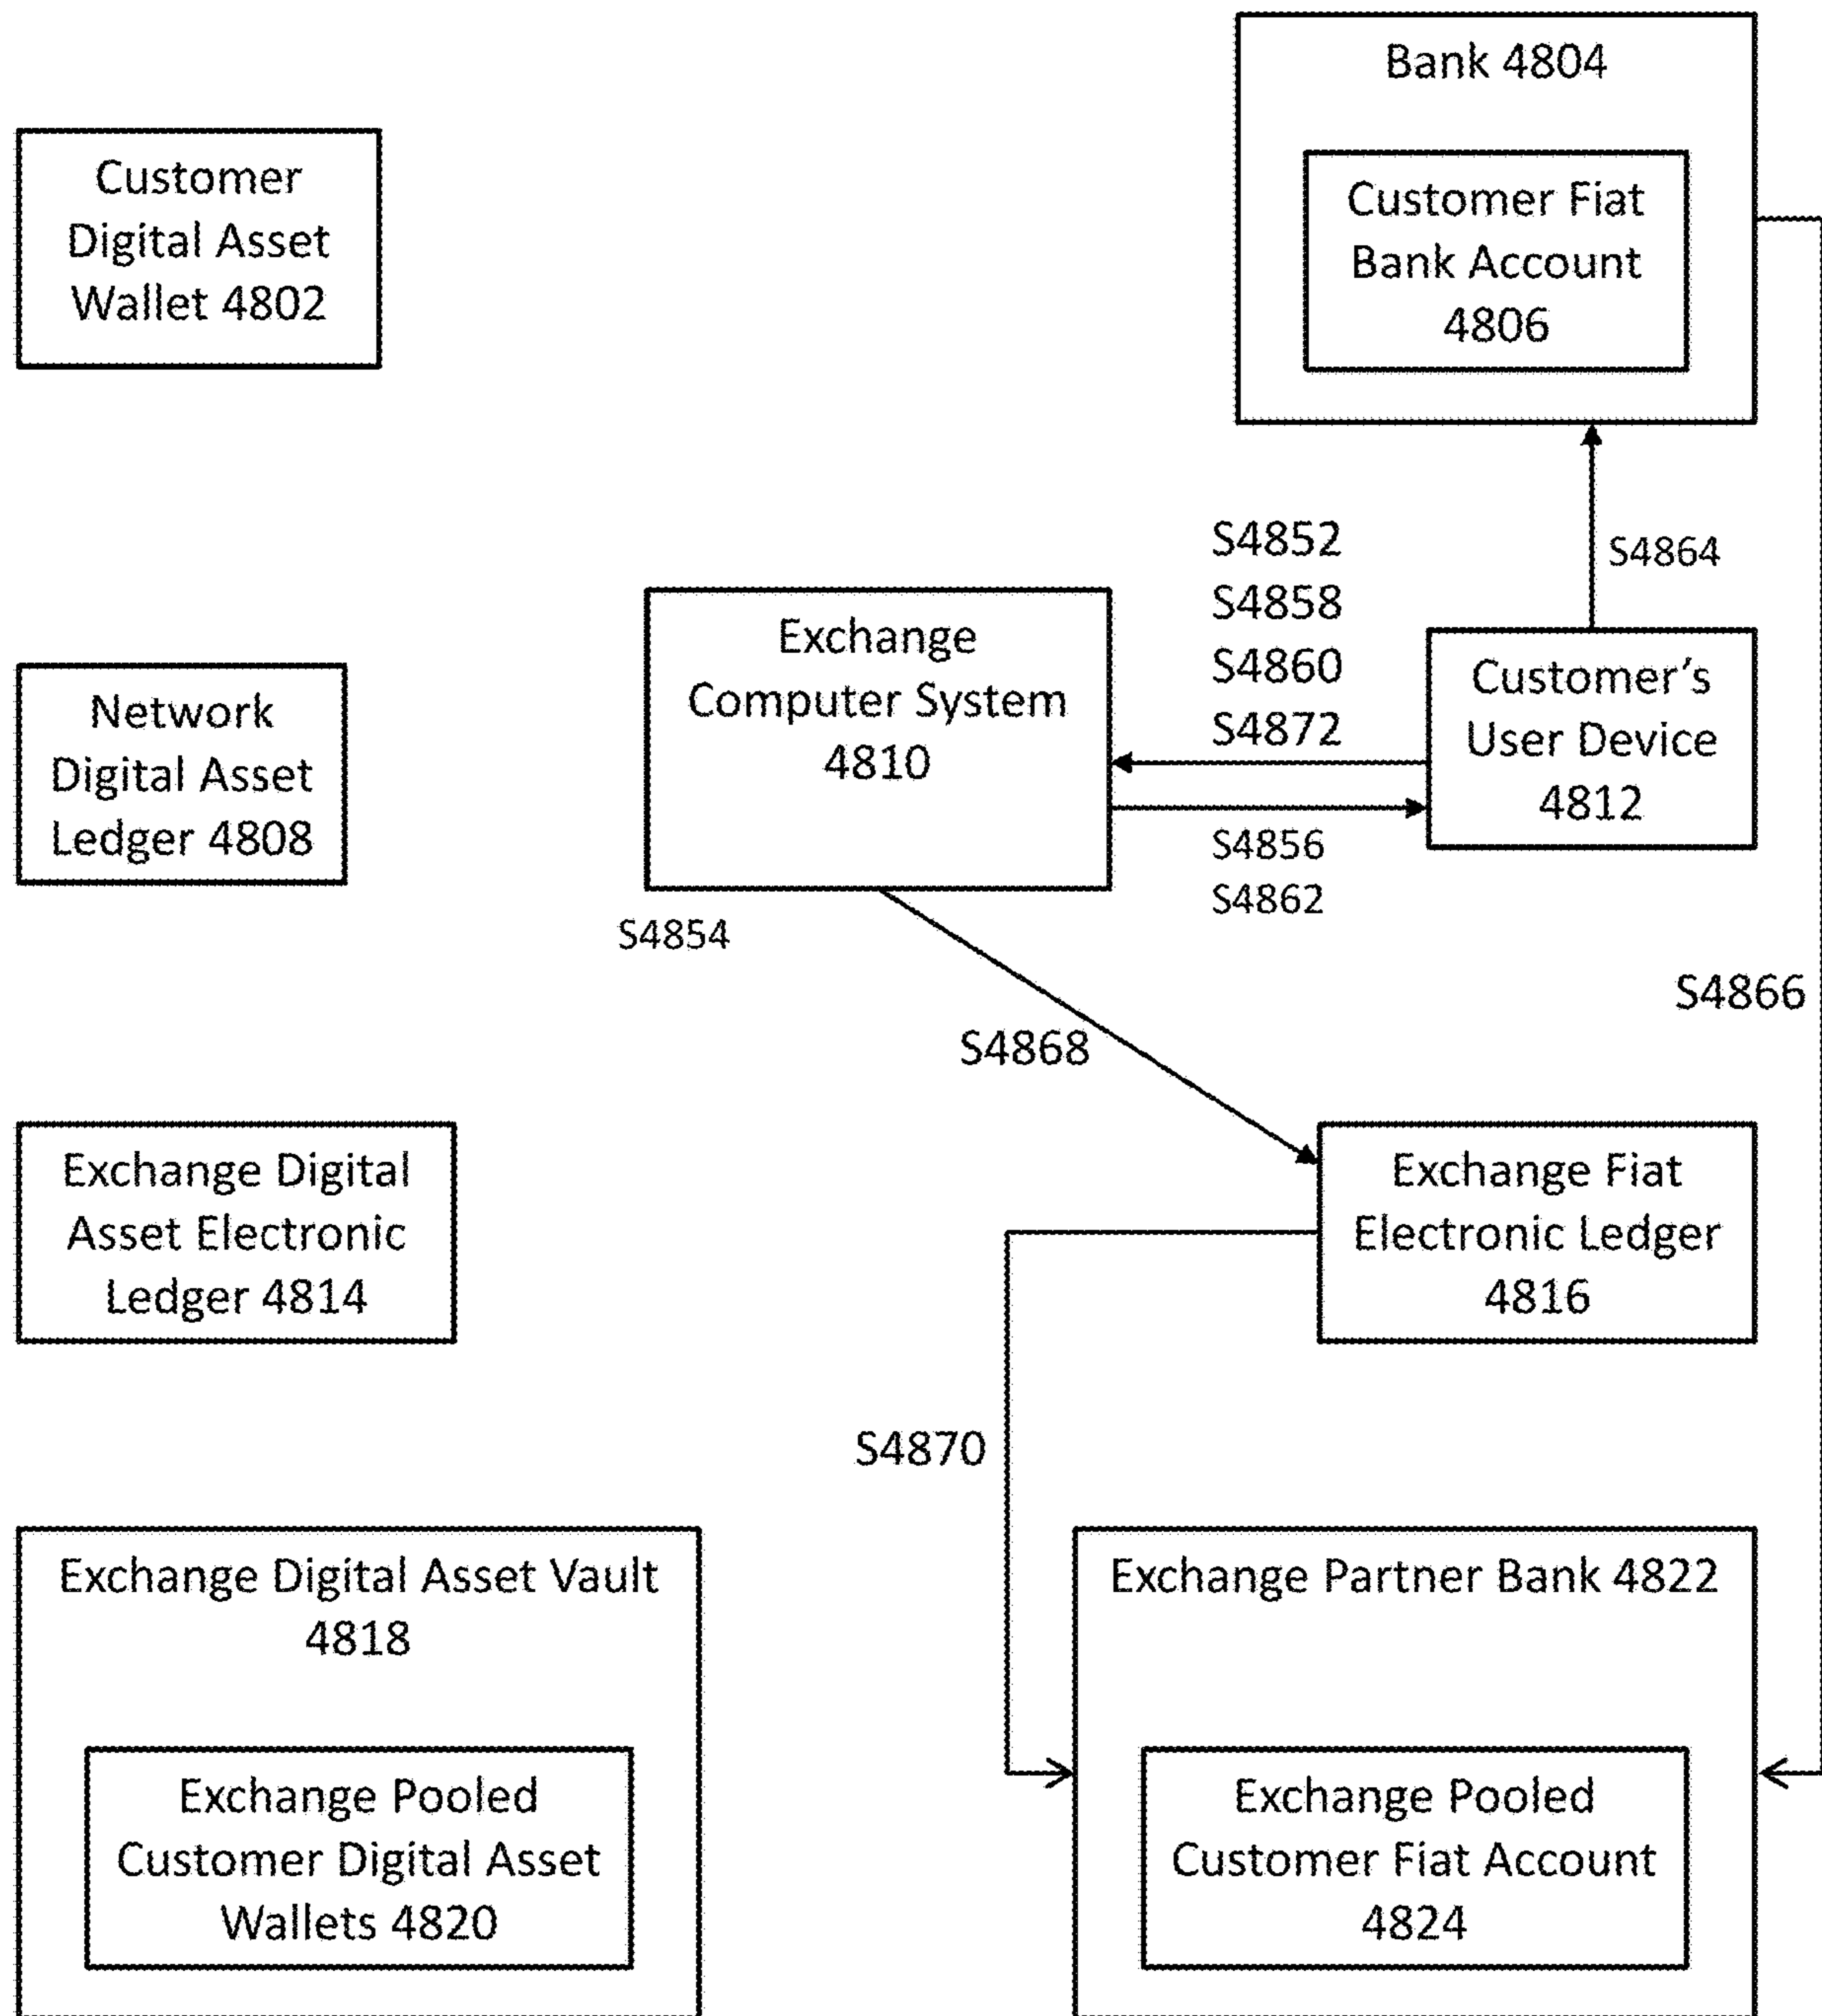 Bank 4804
Customer
Digital Asset
Wallet 4802
Customer Fiat
Bank Account
4806
S4852
S4858
S4860
S4872
S4864
Exchange
Computer System
4810
Customer's
User Device
4812
Network
Digital Asset
Ledger 4808
S4856
S4862
S4854
S4866
S4868
Exchange Digital
Asset Electronic
Ledger 4814
Exchange Fiat
Electronic Ledger
4816
S4870
Exchange Digital Asset Vault
4818
Exchange Partner Bank 4822
Exchange Pooled
Customer Digital Asset
Wallets 4820
Exchange Pooled
Customer Fiat Account
4824